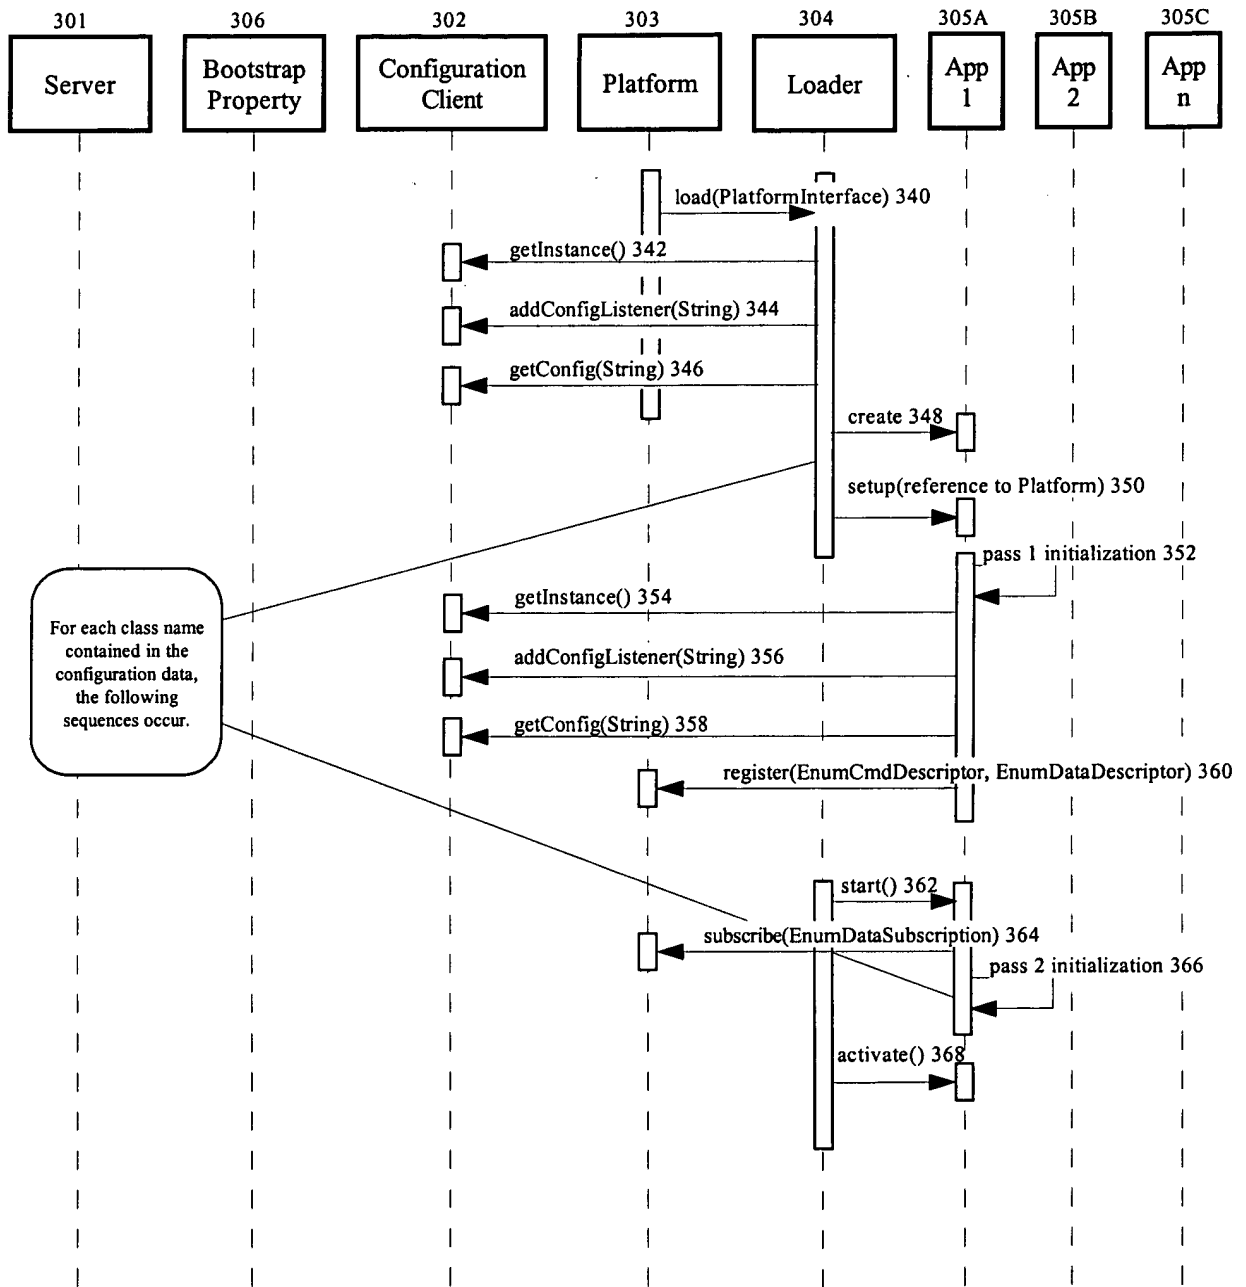 301
306
302
303
304
305A
305B
305C
Server
Bootstrap
Property
Configuration
Client
Platform
Loader
App
1
App
2
App
n
load(PlatformInterface) 340
getInstance() 342
addConfigListener(String) 344
getConfig(String) 346
create 348
setup(reference to Platform) 350
pass 1 initialization 352
getInstance() 354
For each class name
contained in the
configuration data,
the following
sequences occur.
addConfigListener(String) 356
getConfig(String) 358
register(EnumCmdDescriptor, EnumDataDescriptor) 360
start() 362
subscribe(EnumDataSubscription) 364
pass 2 initialization 366
activate() 368